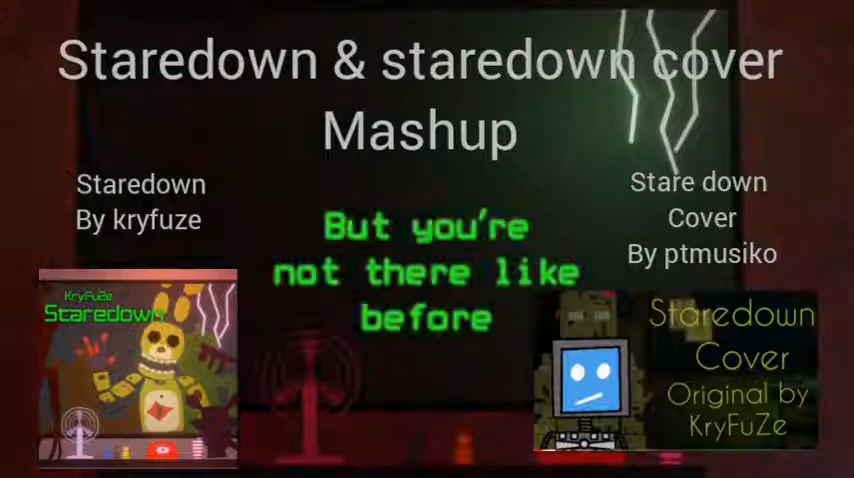 Staredown & staredown cover
Mashup
Staredown
By kryfuze
Stare down
Cover
By ptmusiko
But you're
not there like
before
KryFuZe
Staredown
Staredown
Cover
Original by
KryFuZe